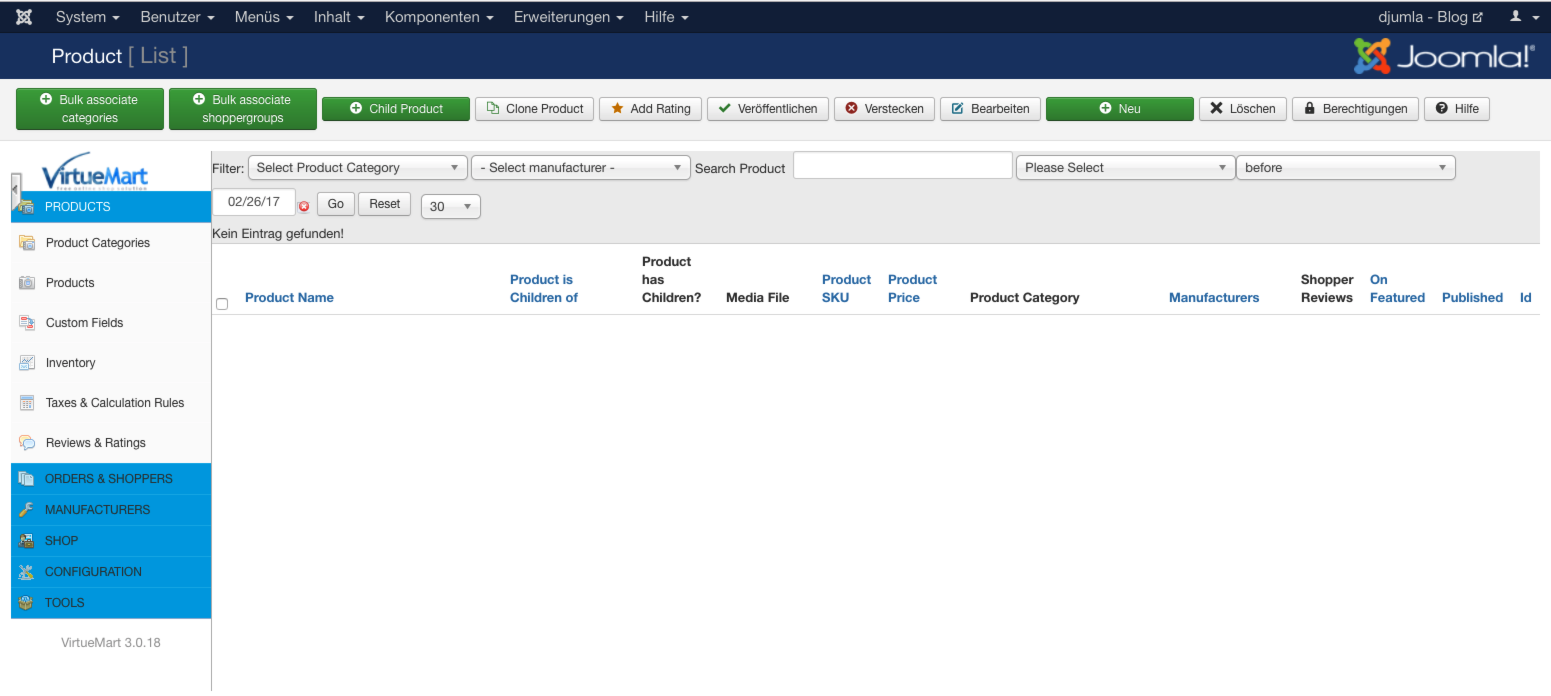 System Benutzer Menüs Inhalt Komponenten Erweiterungen Hilfe djumla - Blog
Product [ List ] Joomla!®
Bulk associate categories
Bulk associate shoppergroups
Child Product Clone Product Add Rating Veröffentlichen Verstecken Bearbeiten Neu Löschen Berechtigungen Hilfe
VirtueMart
free online shop solution
Filter: Select Product Category - Select manufacturer - Search Product Please Select before
02/26/17 Go Reset 30
Kein Eintrag gefunden!
Product Name
Product is Children of
Product has Children?
Media File
Product SKU
Product Price
Product Category
Manufacturers
Shopper Reviews
On Featured
Published
Id
PRODUCTS
Product Categories
Products
Custom Fields
Inventory
Taxes & Calculation Rules
Reviews & Ratings
ORDERS & SHOPPERS
MANUFACTURERS
SHOP
CONFIGURATION
TOOLS
VirtueMart 3.0.18